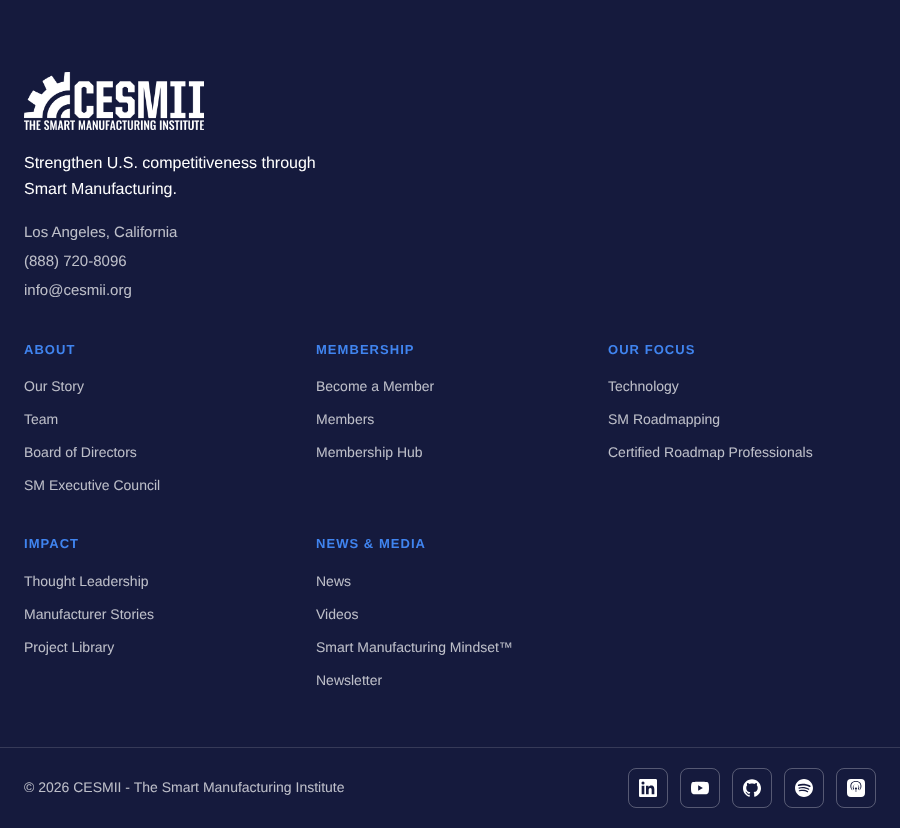 CESMII
THE SMART MANUFACTURING INSTITUTE
Strengthen U.S. competitiveness through
Smart Manufacturing.
Los Angeles, California
(888) 720-8096
info@cesmii.org
ABOUT
Our Story
Team
Board of Directors
SM Executive Council
MEMBERSHIP
Become a Member
Members
Membership Hub
OUR FOCUS
Technology
SM Roadmapping
Certified Roadmap Professionals
IMPACT
Thought Leadership
Manufacturer Stories
Project Library
NEWS & MEDIA
News
Videos
Smart Manufacturing Mindset™
Newsletter
© 2026 CESMII - The Smart Manufacturing Institute